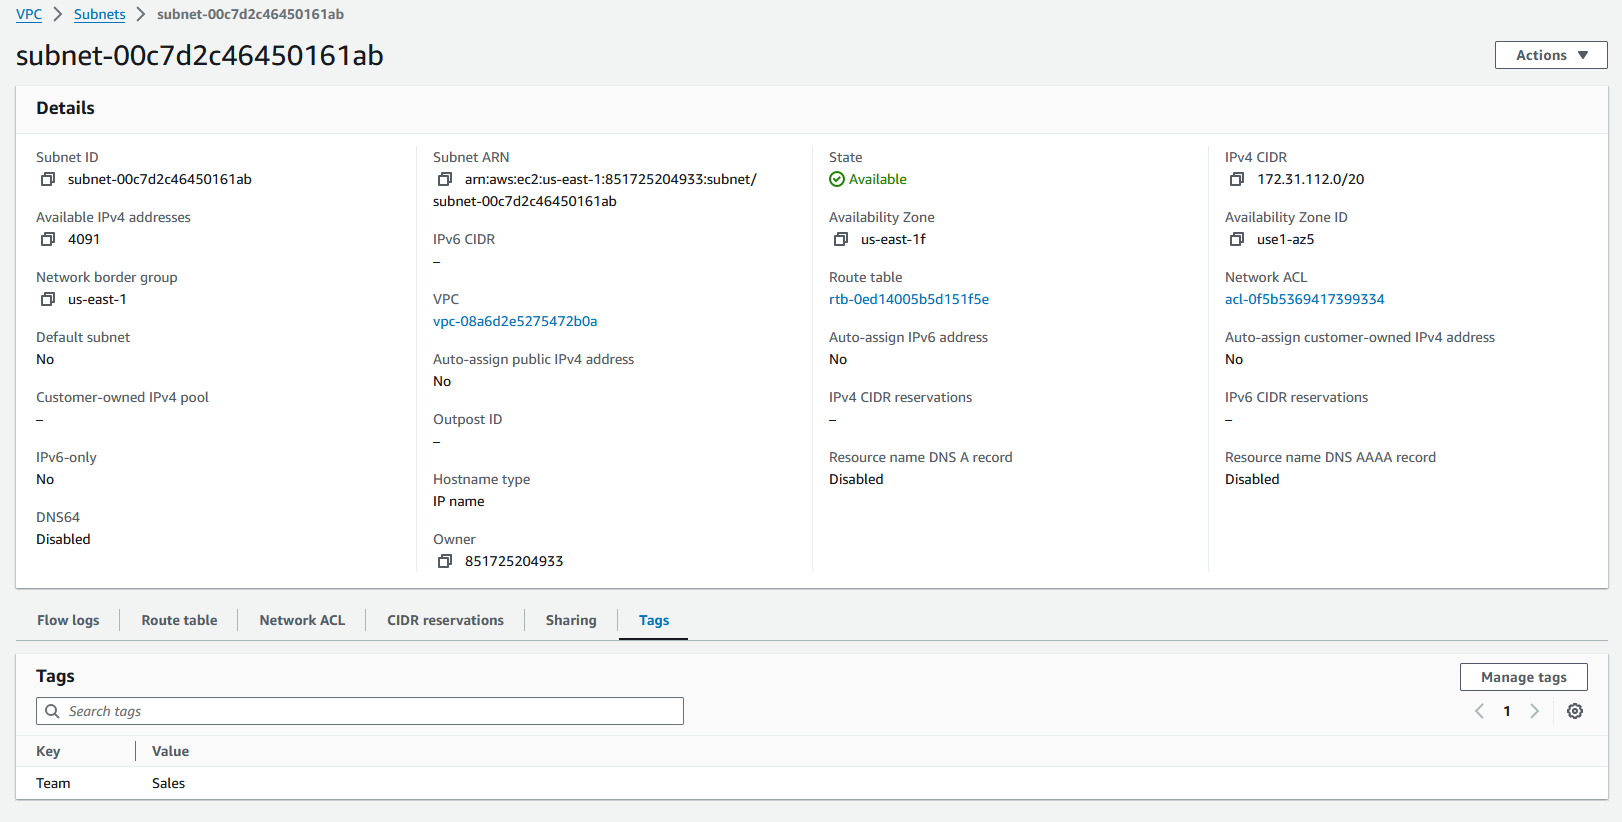 VPC > Subnets > subnet-00c7d2c46450161ab
subnet-00c7d2c46450161ab
Actions
Details
Subnet ID
subnet-00c7d2c46450161ab
Available IPv4 addresses
4091
Network border group
us-east-1
Default subnet
No
Customer-owned IPv4 pool
–
IPv6-only
No
DNS64
Disabled
Subnet ARN
arn:aws:ec2:us-east-1:851725204933:subnet/
subnet-00c7d2c46450161ab
IPv6 CIDR
–
VPC
vpc-08a6d2e5275472b0a
Auto-assign public IPv4 address
No
Outpost ID
–
Hostname type
IP name
Owner
851725204933
State
Available
Availability Zone
us-east-1f
Route table
rtb-0ed14005b5d151f5e
Auto-assign IPv6 address
No
IPv4 CIDR reservations
–
Resource name DNS A record
Disabled
IPv4 CIDR
172.31.112.0/20
Availability Zone ID
use1-az5
Network ACL
acl-0f5b5369417399334
Auto-assign customer-owned IPv4 address
No
IPv6 CIDR reservations
–
Resource name DNS AAAA record
Disabled
Flow logs Route table Network ACL CIDR reservations Sharing Tags
Tags
Manage tags
Search tags
1
Key Value
Team Sales